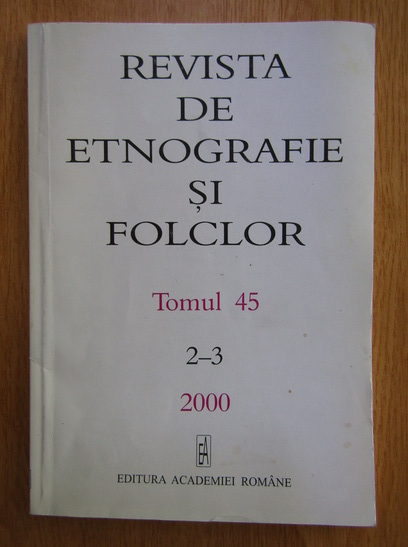 REVISTA
DE
ETNOGRAFIE
ȘI
FOLCLOR
Tomul 45
2–3
2000
EA
EDITURA ACADEMIEI ROMÂNE